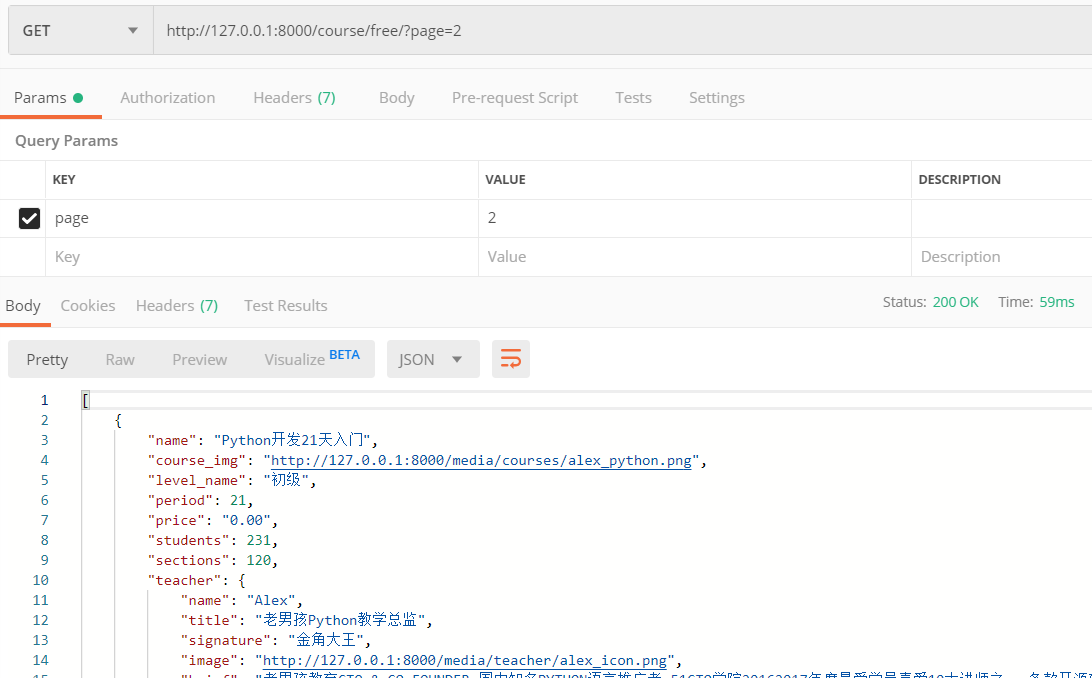 GET http://127.0.0.1:8000/course/free/?page=2
Params Authorization Headers (7) Body Pre-request Script Tests Settings
Query Params
KEY VALUE DESCRIPTION
page 2
Key Value Description
Body Cookies Headers (7) Test Results Status: 200 OK Time: 59ms
Pretty Raw Preview Visualize BETA JSON
1 [
2 {
3 "name": "Python开发21天入门",
4 "course_img": "http://127.0.0.1:8000/media/courses/alex_python.png",
5 "level_name": "初级",
6 "period": 21,
7 "price": "0.00",
8 "students": 231,
9 "sections": 120,
10 "teacher": {
11 "name": "Alex",
12 "title": "老男孩Python教学总监",
13 "signature": "金角大王",
14 "image": "http://127.0.0.1:8000/media/teacher/alex_icon.png",